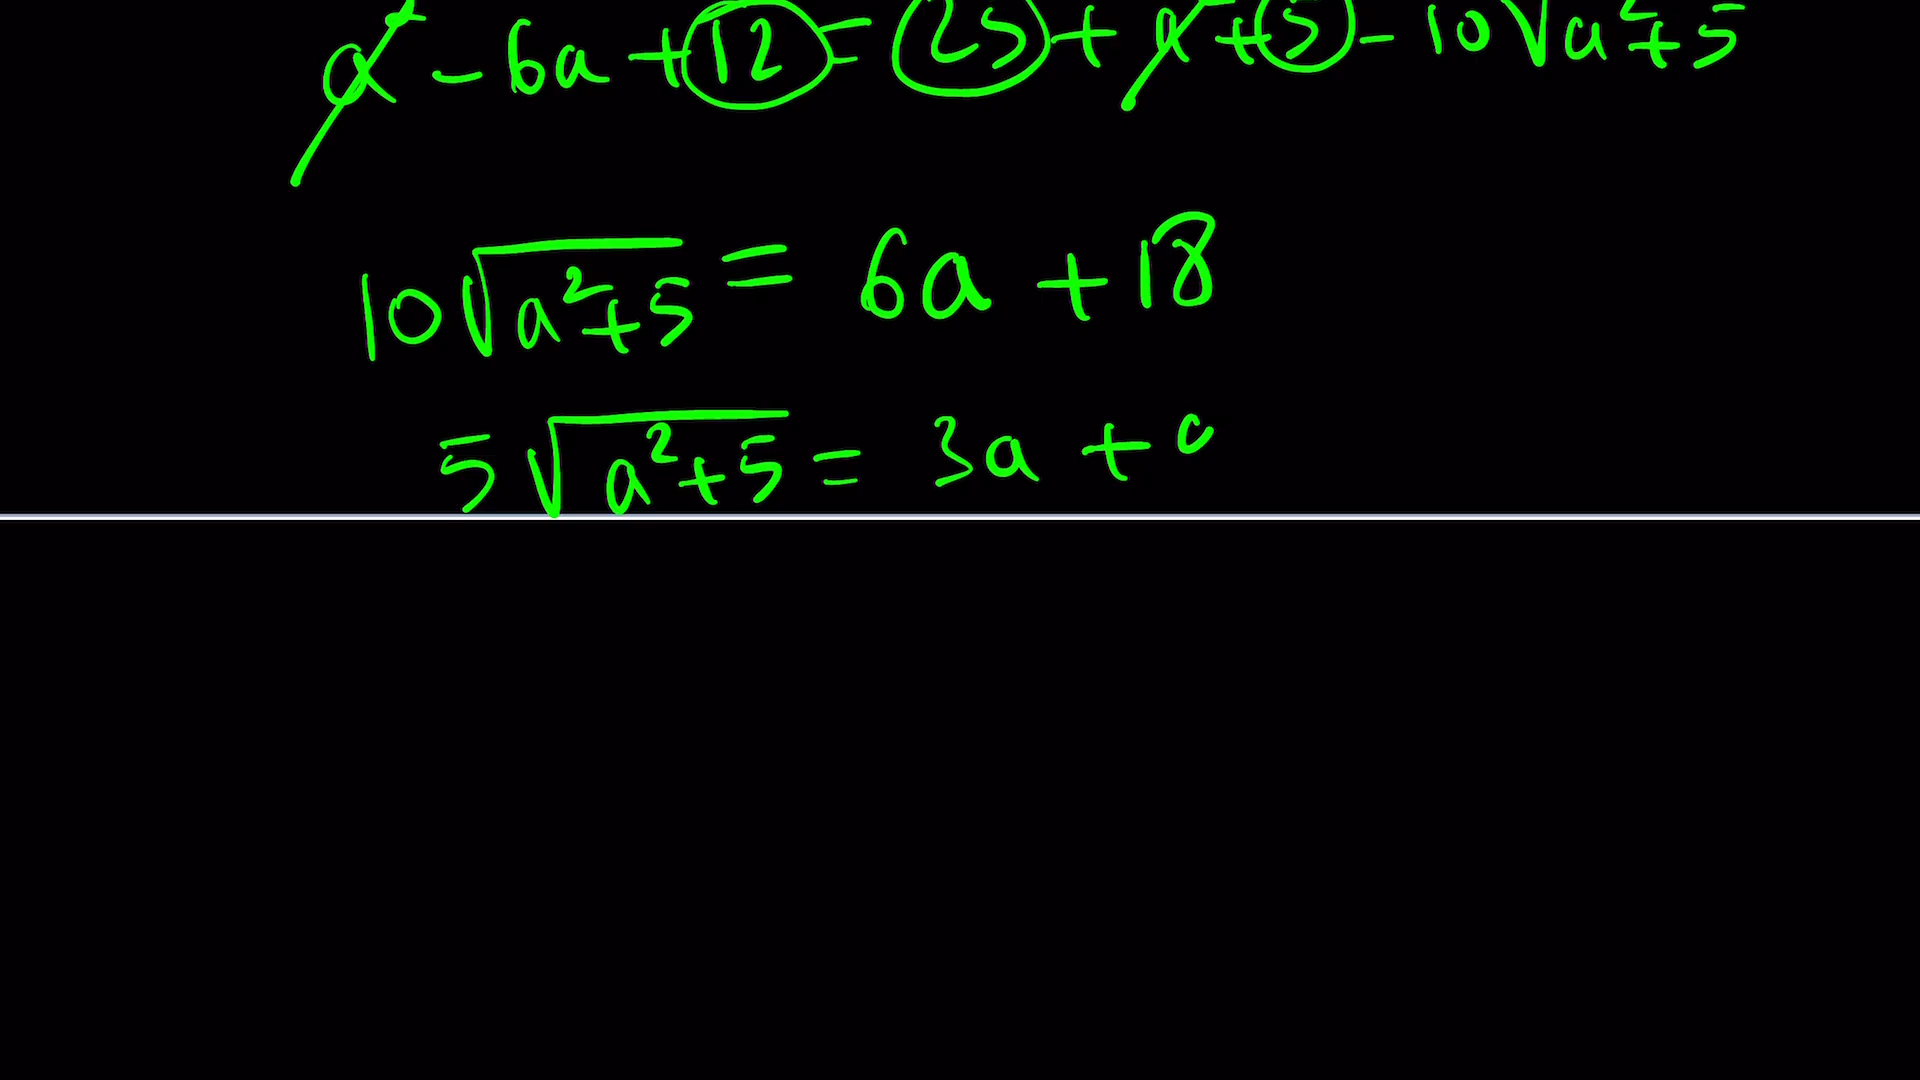 a² - 6a + 12 = 25 + a² + 5 - 10√a²+5
10√a²+5 = 6a + 18
5√a²+5 = 3a +